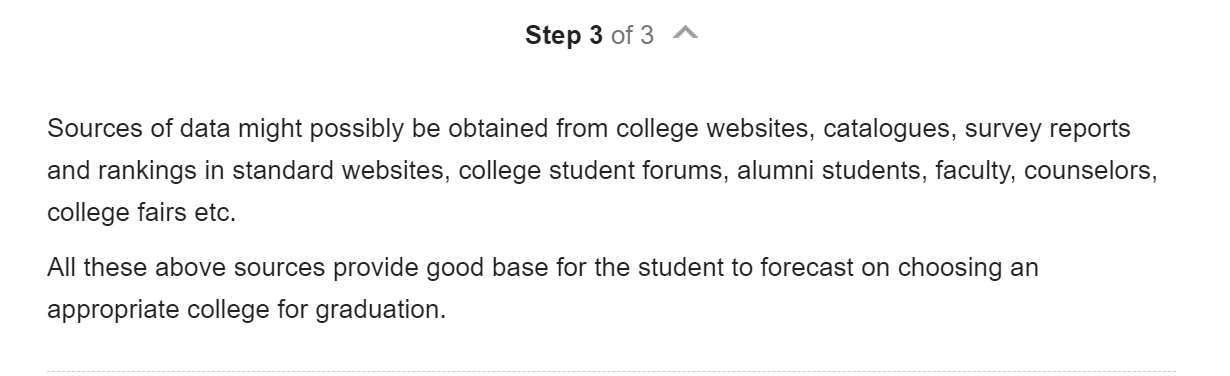 Step 3 of 3
Sources of data might possibly be obtained from college websites, catalogues, survey reports
and rankings in standard websites, college student forums, alumni students, faculty, counselors,
college fairs etc.
All these above sources provide good base for the student to forecast on choosing an
appropriate college for graduation.